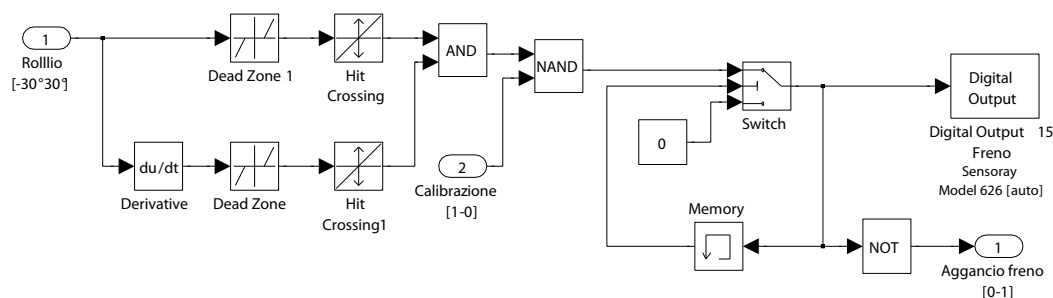 1
Rolllio
[-30°30°]
Dead Zone 1
Hit
Crossing
AND
NAND
du/dt
Derivative
Dead Zone
Hit
Crossing1
2
Calibrazione
[1-0]
0
Switch
Digital
Output
Digital Output 15
Freno
Sensoray
Model 626 [auto]
Memory
NOT
1
Aggancio freno
[0-1]